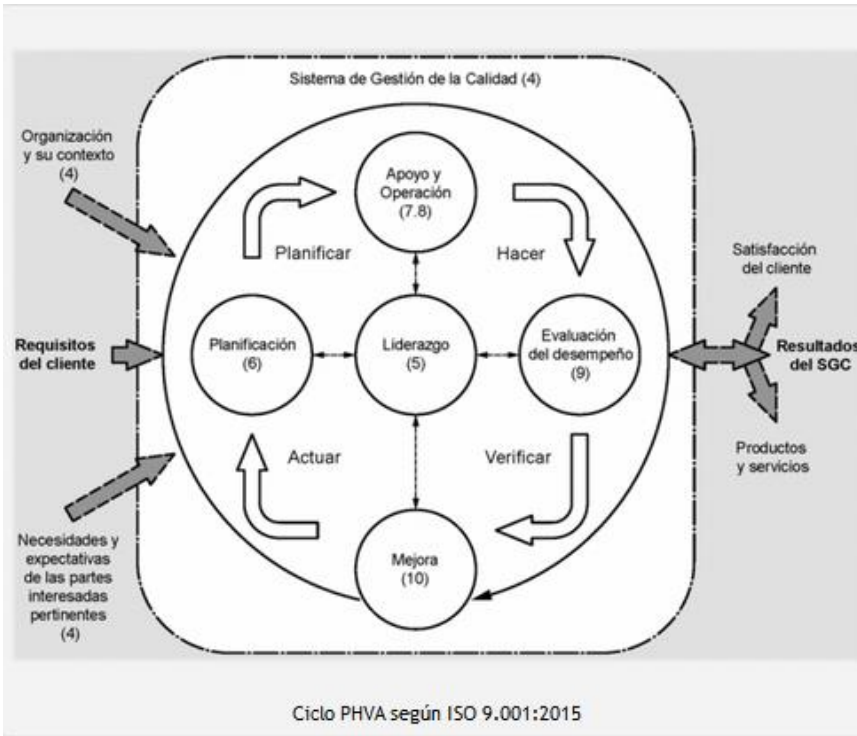 Sistema de Gestión de la Calidad (4)
Organización
y su contexto
(4)
Apoyo y
Operación
(7.8)
Planificar
Hacer
Satisfacción
del cliente
Requisitos
del cliente
Planificación
(6)
Liderazgo
(5)
Evaluación
del desempeño
(9)
Resultados
del SGC
Actuar
Verificar
Productos
y servicios
Necesidades y
expectativas
de las partes
interesadas
pertinentes
(4)
Mejora
(10)
Ciclo PHVA según ISO 9.001:2015